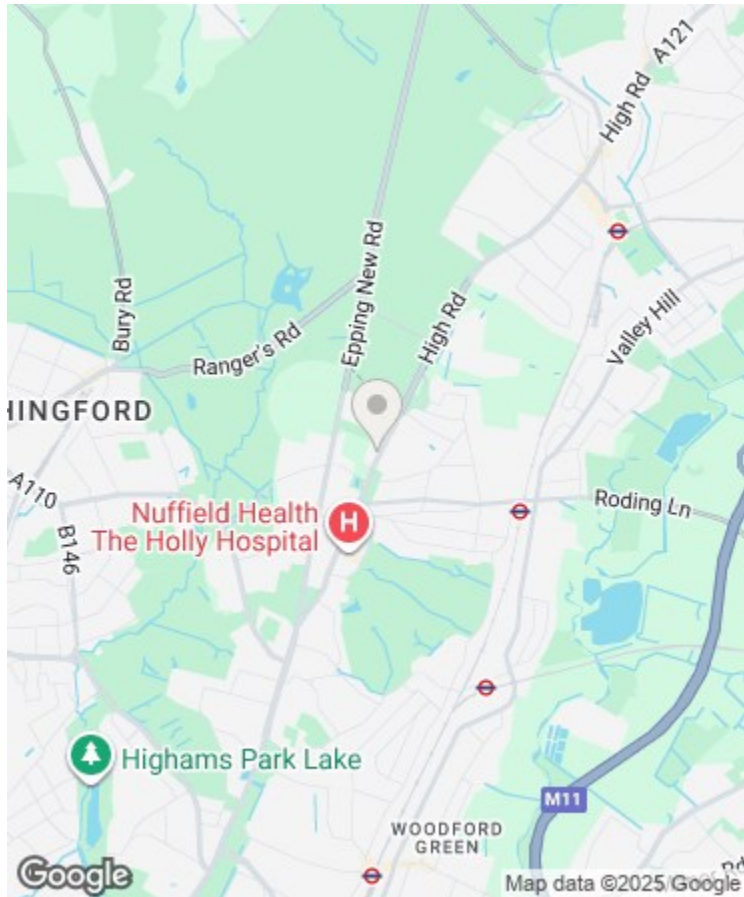 A121
High Rd
Epping New Rd
High Rd
Bury Rd
Ranger's Rd
Valley Hill
HINGFORD
A110
B146
Nuffield Health
The Holly Hospital
H
Roding Ln
Highams Park Lake
M11
WOODFORD
GREEN
Google
Map data ©2025 Google